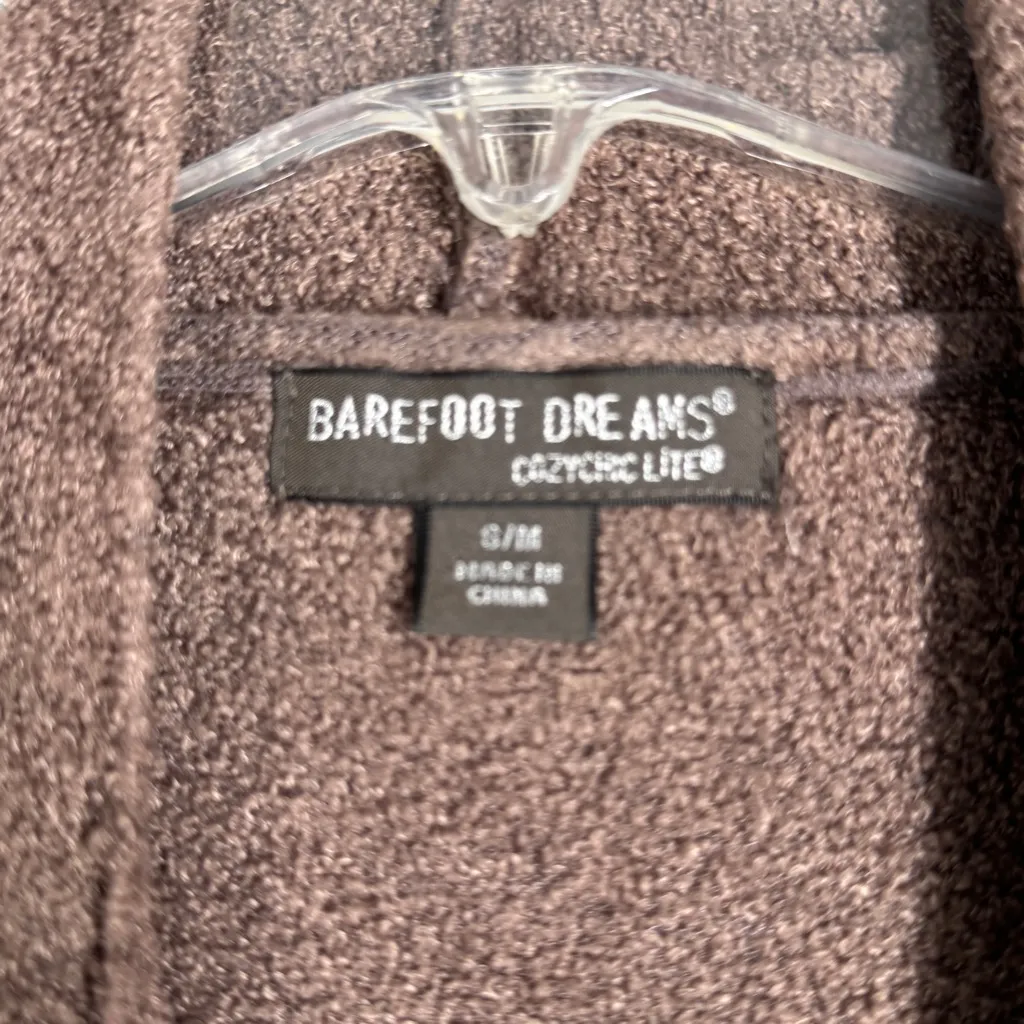 BAREFOOT DREAMS®
COZYCHIC LITE®
S/M
MADE IN
CHINA